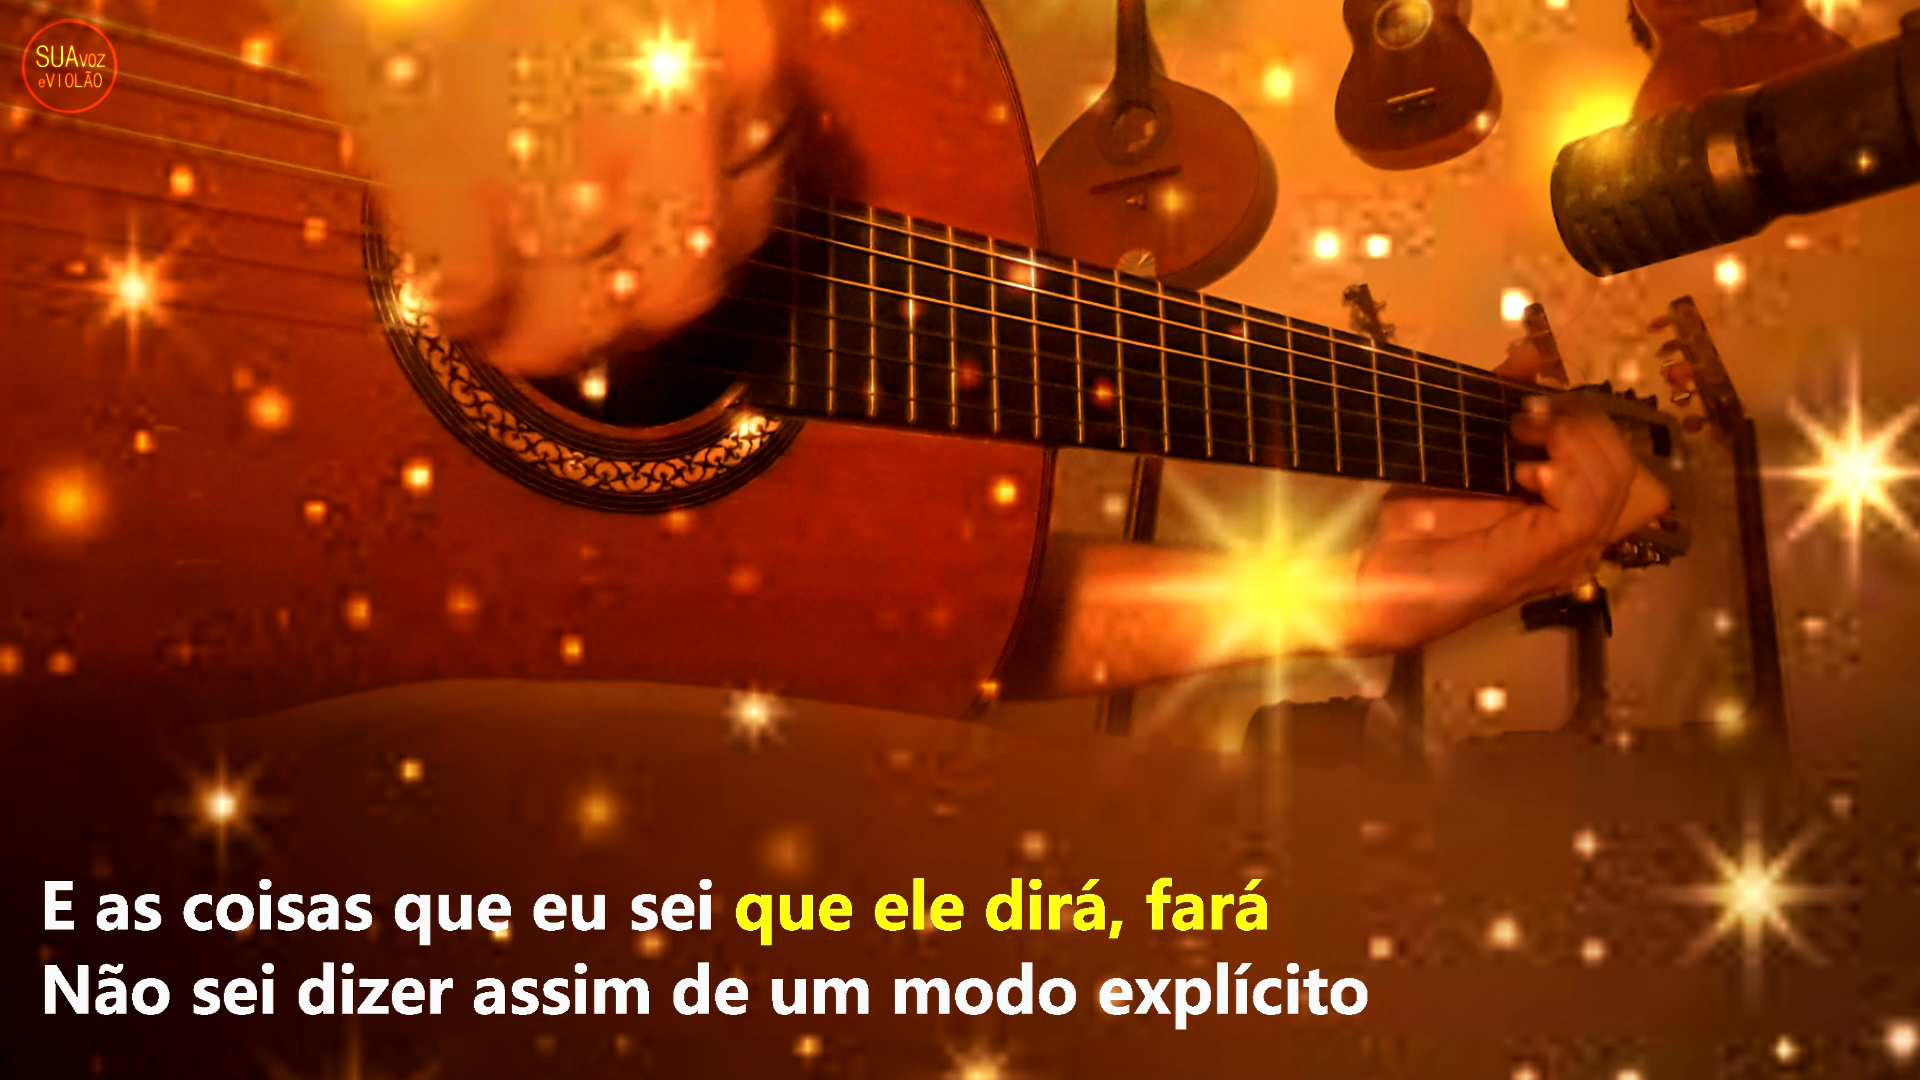 SUAvoz
eVIOLÃO
E as coisas que eu sei que ele dirá, fará
Não sei dizer assim de um modo explícito